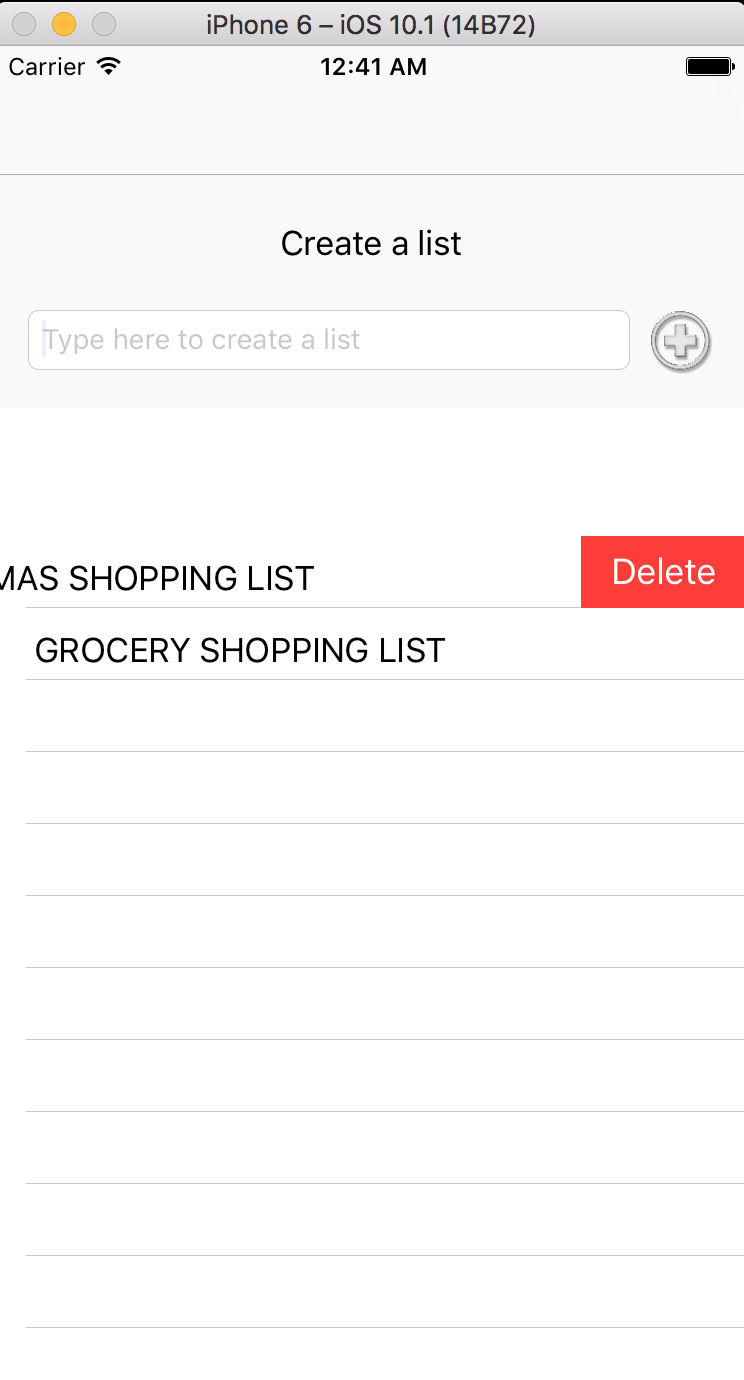 iPhone 6 – iOS 10.1 (14B72)
Carrier 12:41 AM
Create a list
Type here to create a list
MAS SHOPPING LIST Delete
GROCERY SHOPPING LIST